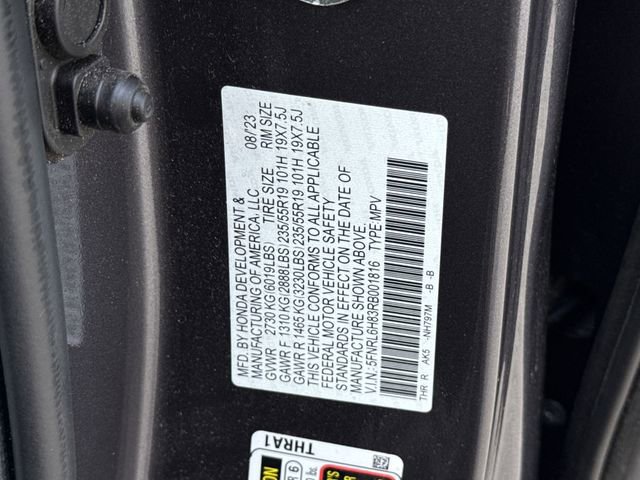 MFD. BY HONDA DEVELOPMENT &
MANUFACTURING OF AMERICA, LLC 08/23
GVWR 2730 KG(6019LBS) TIRE SIZE RIM SIZE
GAWR F 1310 KG(2888LBS)235/55R19 101H 19X7.5J
GAWR R 1465 KG(3230LBS)235/55R19 101H 19X7.5J
THIS VEHICLE CONFORMS TO ALL APPLICABLE
FEDERAL MOTOR VEHICLE SAFETY
STANDARDS IN EFFECT ON THE DATE OF
MANUFACTURE SHOWN ABOVE.
V.I.N: 5FNRL6H83RB001816 TYPE:MPV
THR R AK5 -NH797M -B -B
THRA1